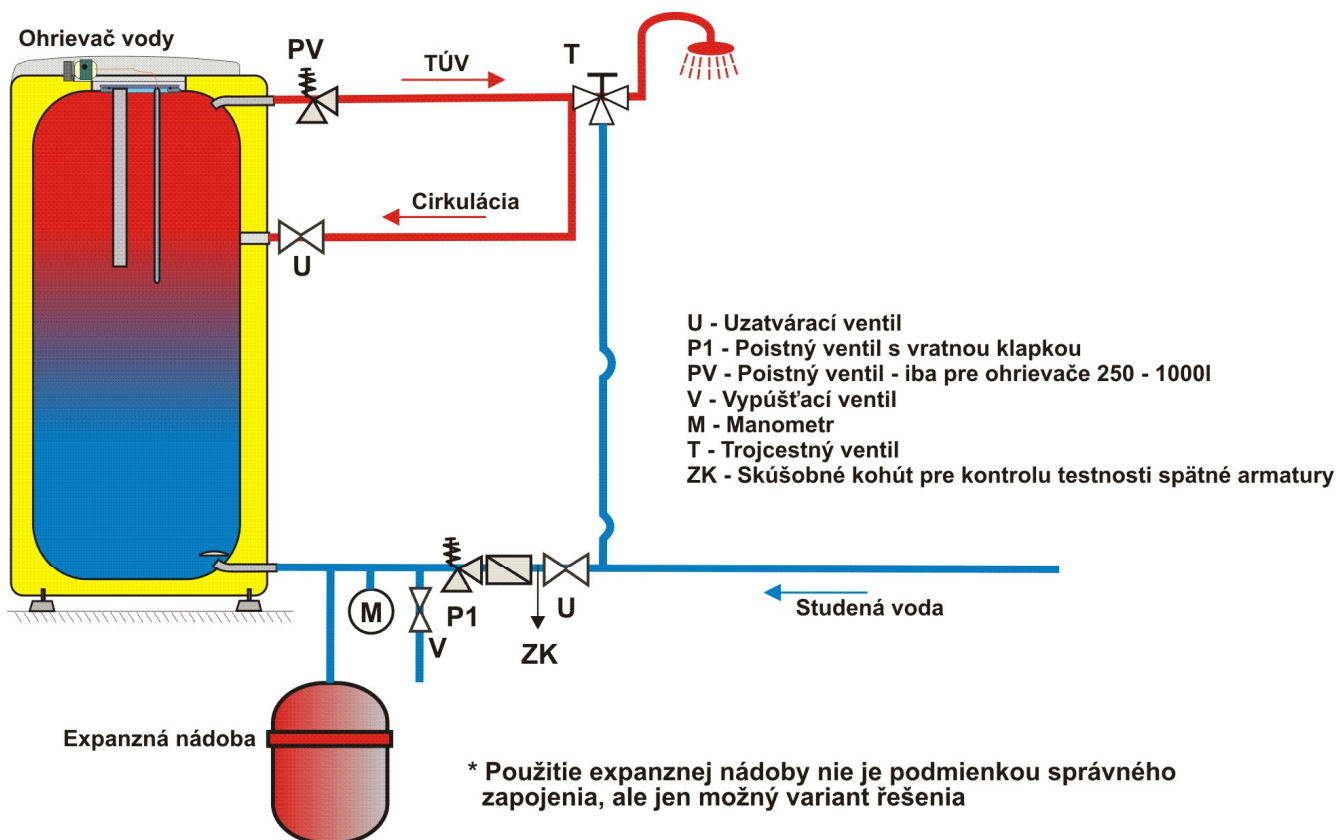 Ohrievač vody
PV
TÚV
T
Cirkulácia
U
U - Uzatvárací ventil
P1 - Poistný ventil s vratnou klapkou
PV - Poistný ventil - iba pre ohrievače 250 - 1000l
V - Vypúšťací ventil
M - Manometr
T - Trojcestný ventil
ZK - Skúšobné kohút pre kontrolu testnosti spätné armatury
M
V
P1
ZK
U
Studená voda
Expanzná nádoba
* Použitie expanznej nádoby nie je podmienkou správného
zapojenia, ale jen možný variant řešenia